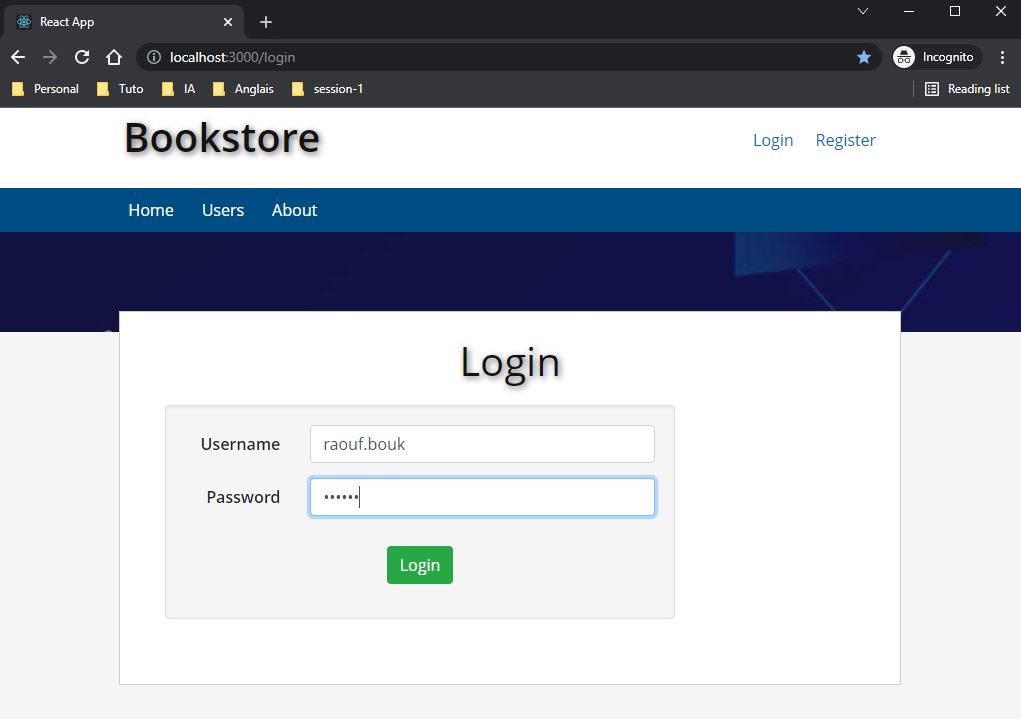 React App
localhost:3000/login
Incognito
Personal Tuto IA Anglais session-1 Reading list
Bookstore
Login Register
Home Users About
Login
Username raouf.bouk
Password ••••••
Login